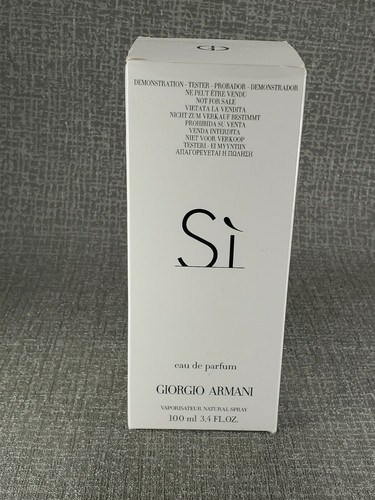 DEMONSTRATION - TESTER - PROBADOR - DEMONSTRADOR
NE PEUT ÊTRE VENDU
NOT FOR SALE
VIETATA LA VENDITA
NICHT ZUM VERKAUF BESTIMMT
PROHIBIDA SU VENTA
VENDA INTERDITA
NIET VOOR VERKOOP
TESTERI - EI MYYNTIIN
ΑΠΑΓΟΡΕΥΕΤΑΙ Η ΠΩΛΗΣΗ
Sì
eau de parfum
GIORGIO ARMANI
VAPORISATEUR NATURAL SPRAY
100 ml 3.4 FL.OZ.